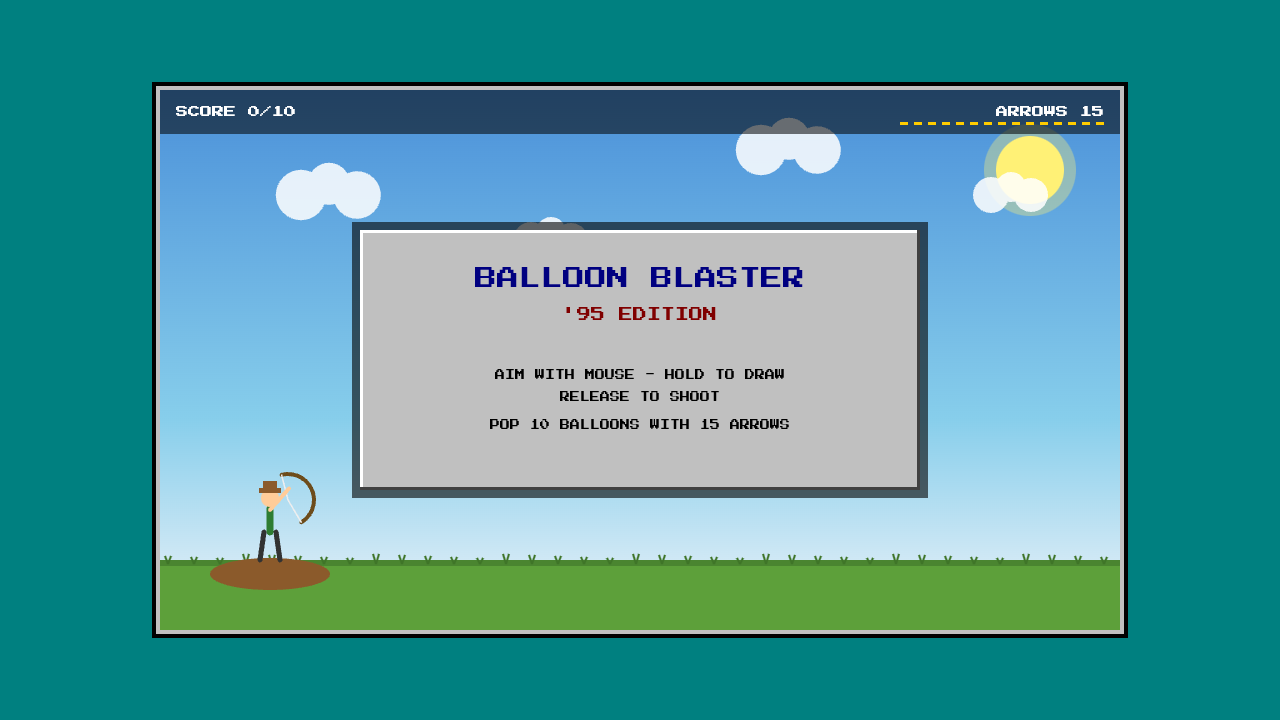 SCORE 0/10
ARROWS 15
BALLOON BLASTER
'95 EDITION
AIM WITH MOUSE - HOLD TO DRAW
RELEASE TO SHOOT
POP 10 BALLOONS WITH 15 ARROWS